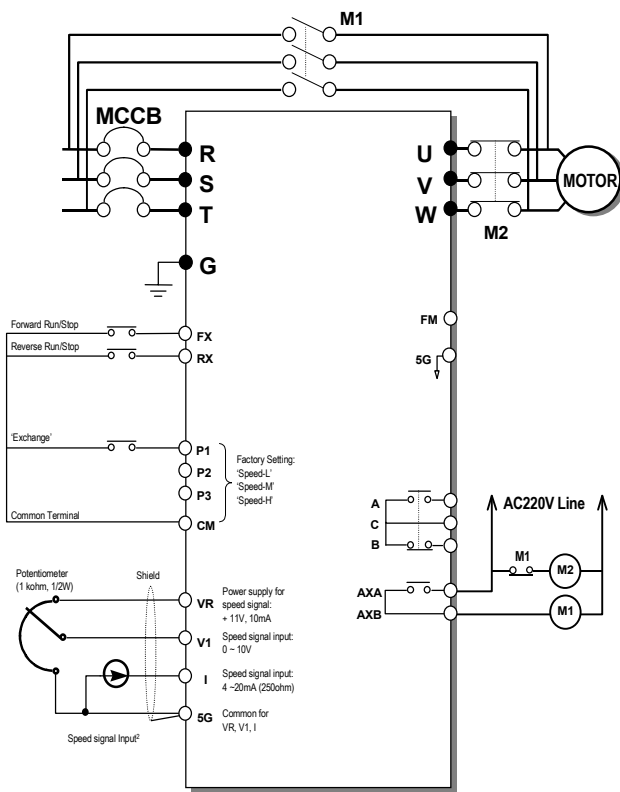 M1
MCCB
R
S
T
G
U
V
W
M2
MOTOR
FM
5G
Forward Run/Stop
FX
Reverse Run/Stop
RX
'Exchange'
P1
P2
P3
Common Terminal
CM
Factory Setting:
'Speed-L'
'Speed-M'
'Speed-H'
A
C
B
AXA
AXB
AC220V Line
M1
M2
M1
Potentiometer
(1 kohm, 1/2W)
Shield
VR
Power supply for
speed signal:
+ 11V, 10mA
V1
Speed signal input:
0 ~ 10V
I
Speed signal input:
4 ~20mA (250ohm)
5G
Common for
VR, V1, I
Speed signal Input²